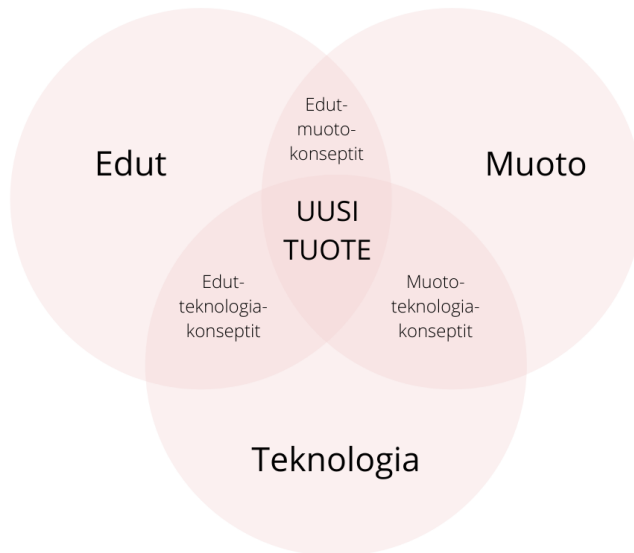 Edut-
muoto-
konseptit
Edut
Muoto
UUSI
TUOTE
Edut-
teknologia-
konseptit
Muoto-
teknologia-
konseptit
Teknologia